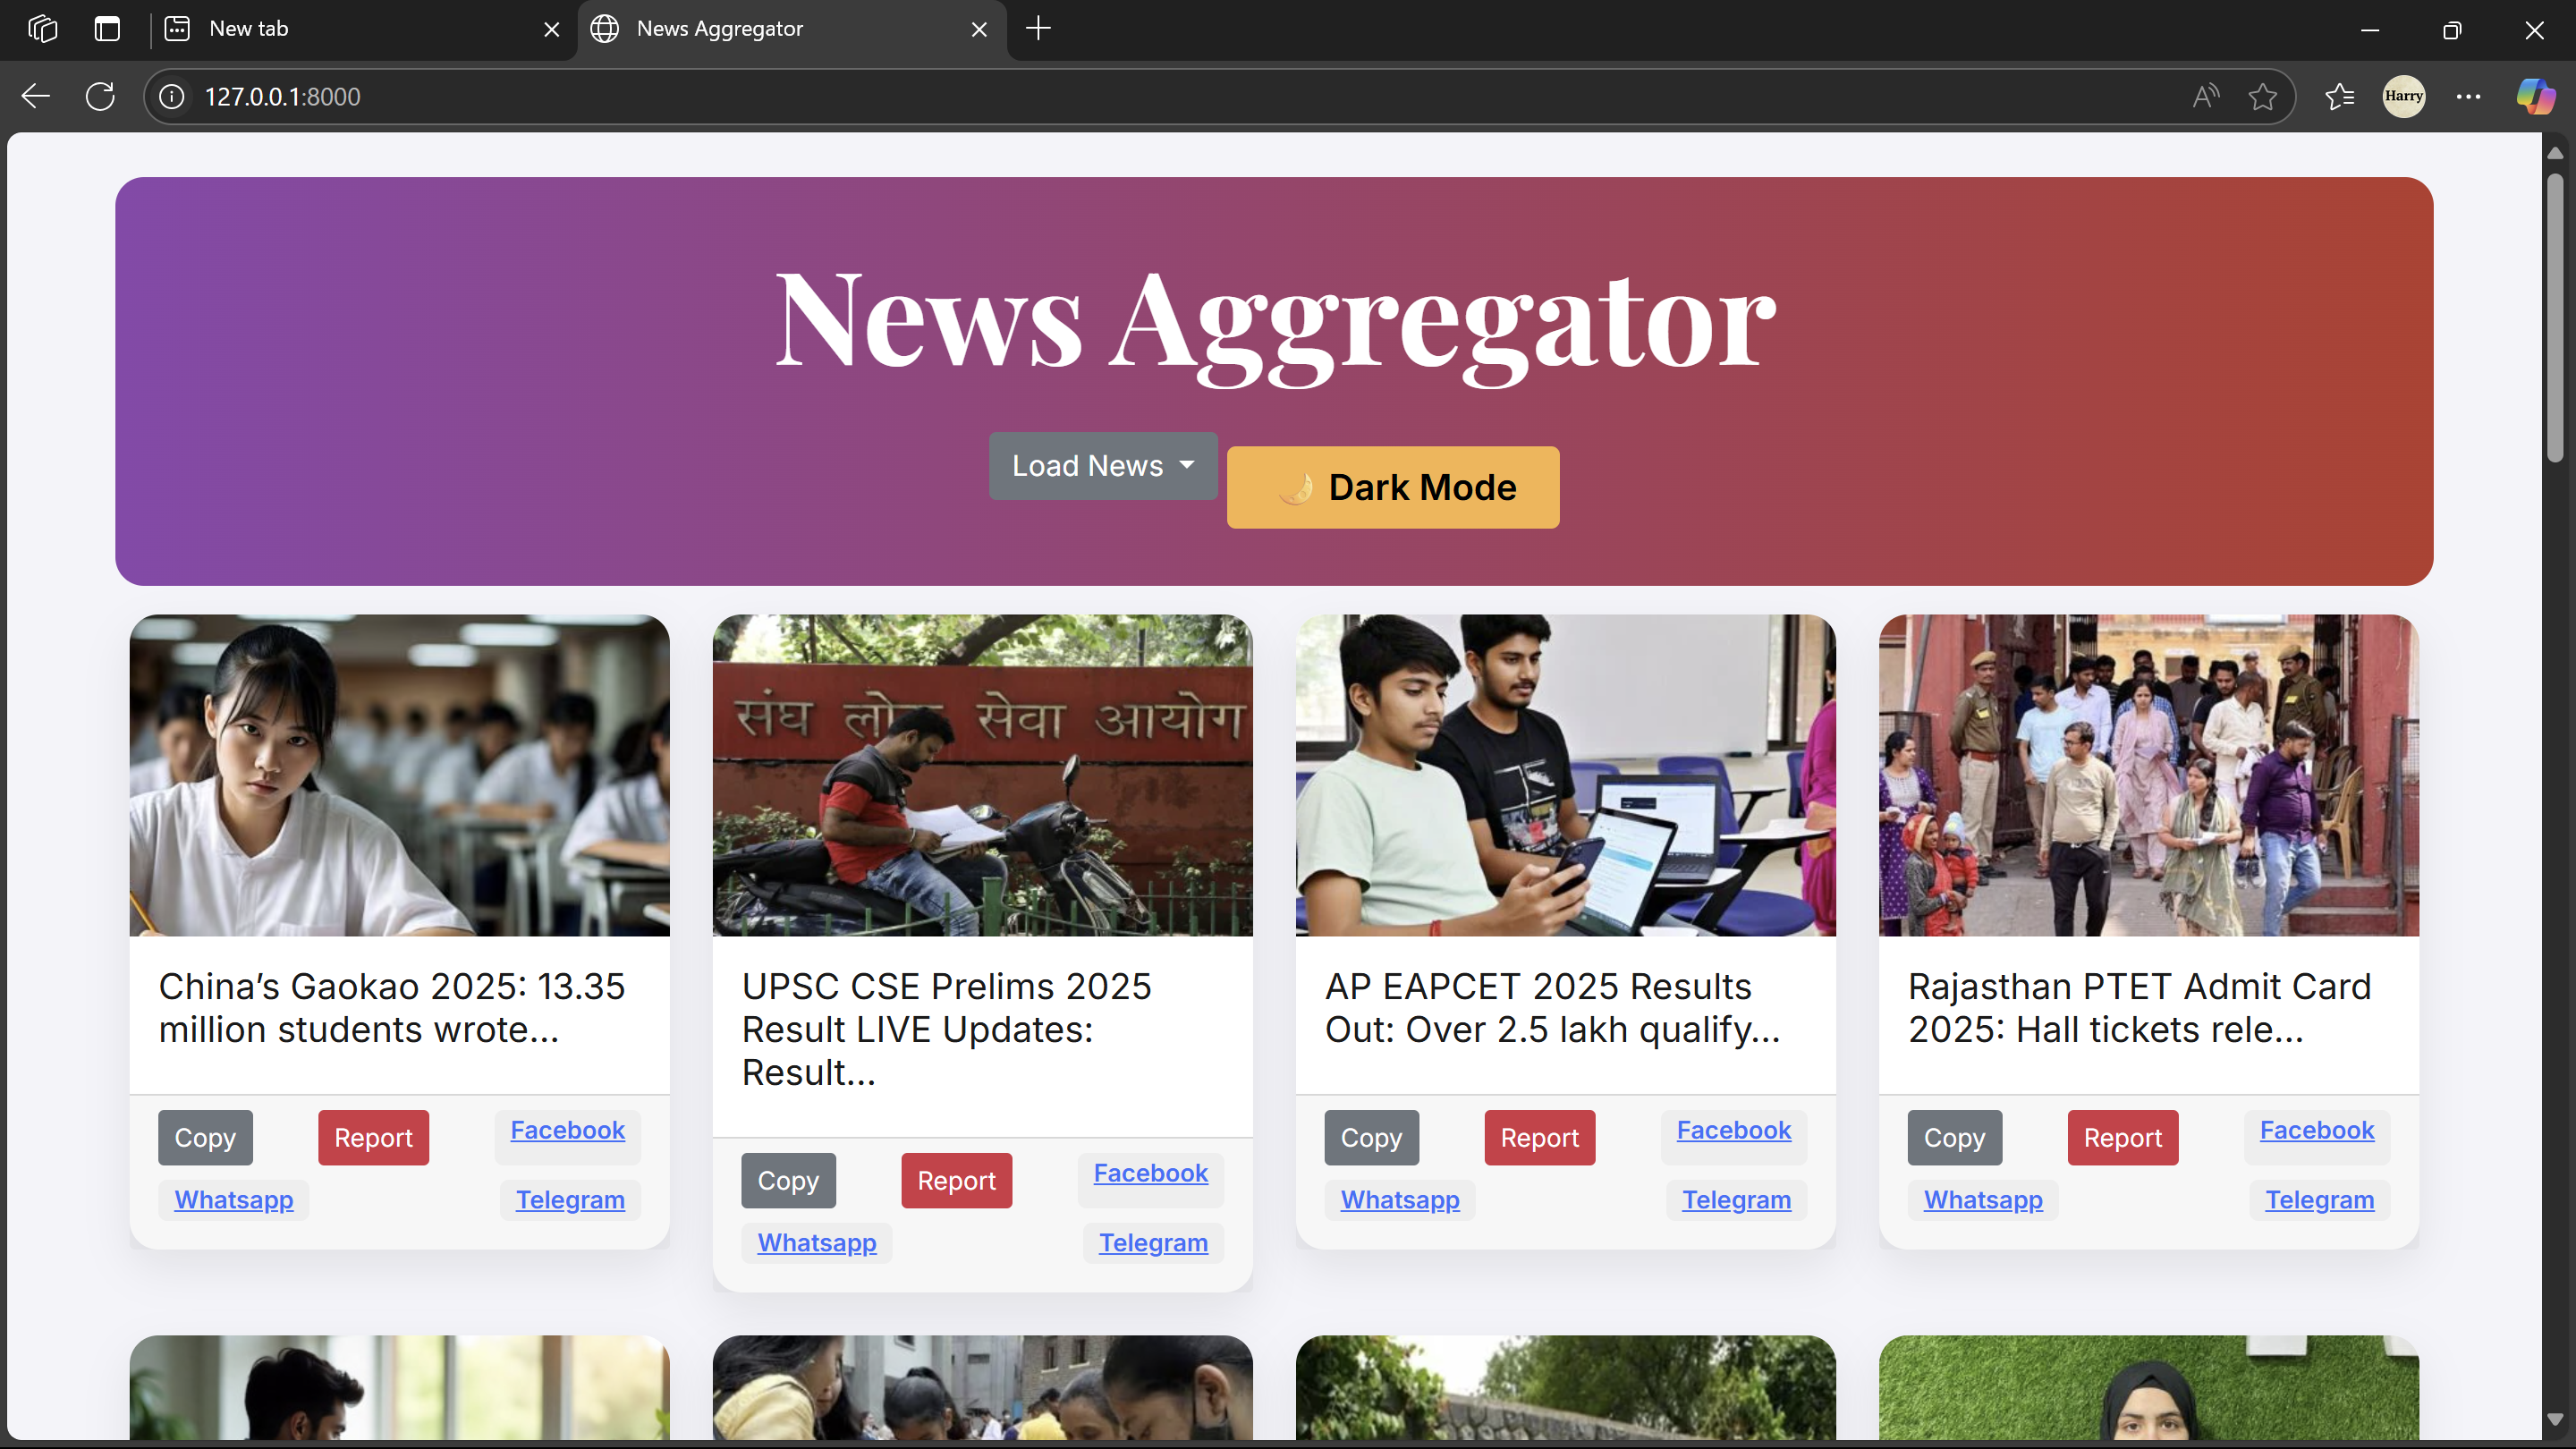 New tab
News Aggregator
127.0.0.1:8000
Harry
News Aggregator
Load News
🌙 Dark Mode
संघ लोक सेवा आयोग
China’s Gaokao 2025: 13.35
million students wrote...
Copy
Report
Facebook
Whatsapp
Telegram
UPSC CSE Prelims 2025
Result LIVE Updates:
Result...
Copy
Report
Facebook
Whatsapp
Telegram
AP EAPCET 2025 Results
Out: Over 2.5 lakh qualify...
Copy
Report
Facebook
Whatsapp
Telegram
Rajasthan PTET Admit Card
2025: Hall tickets rele...
Copy
Report
Facebook
Whatsapp
Telegram